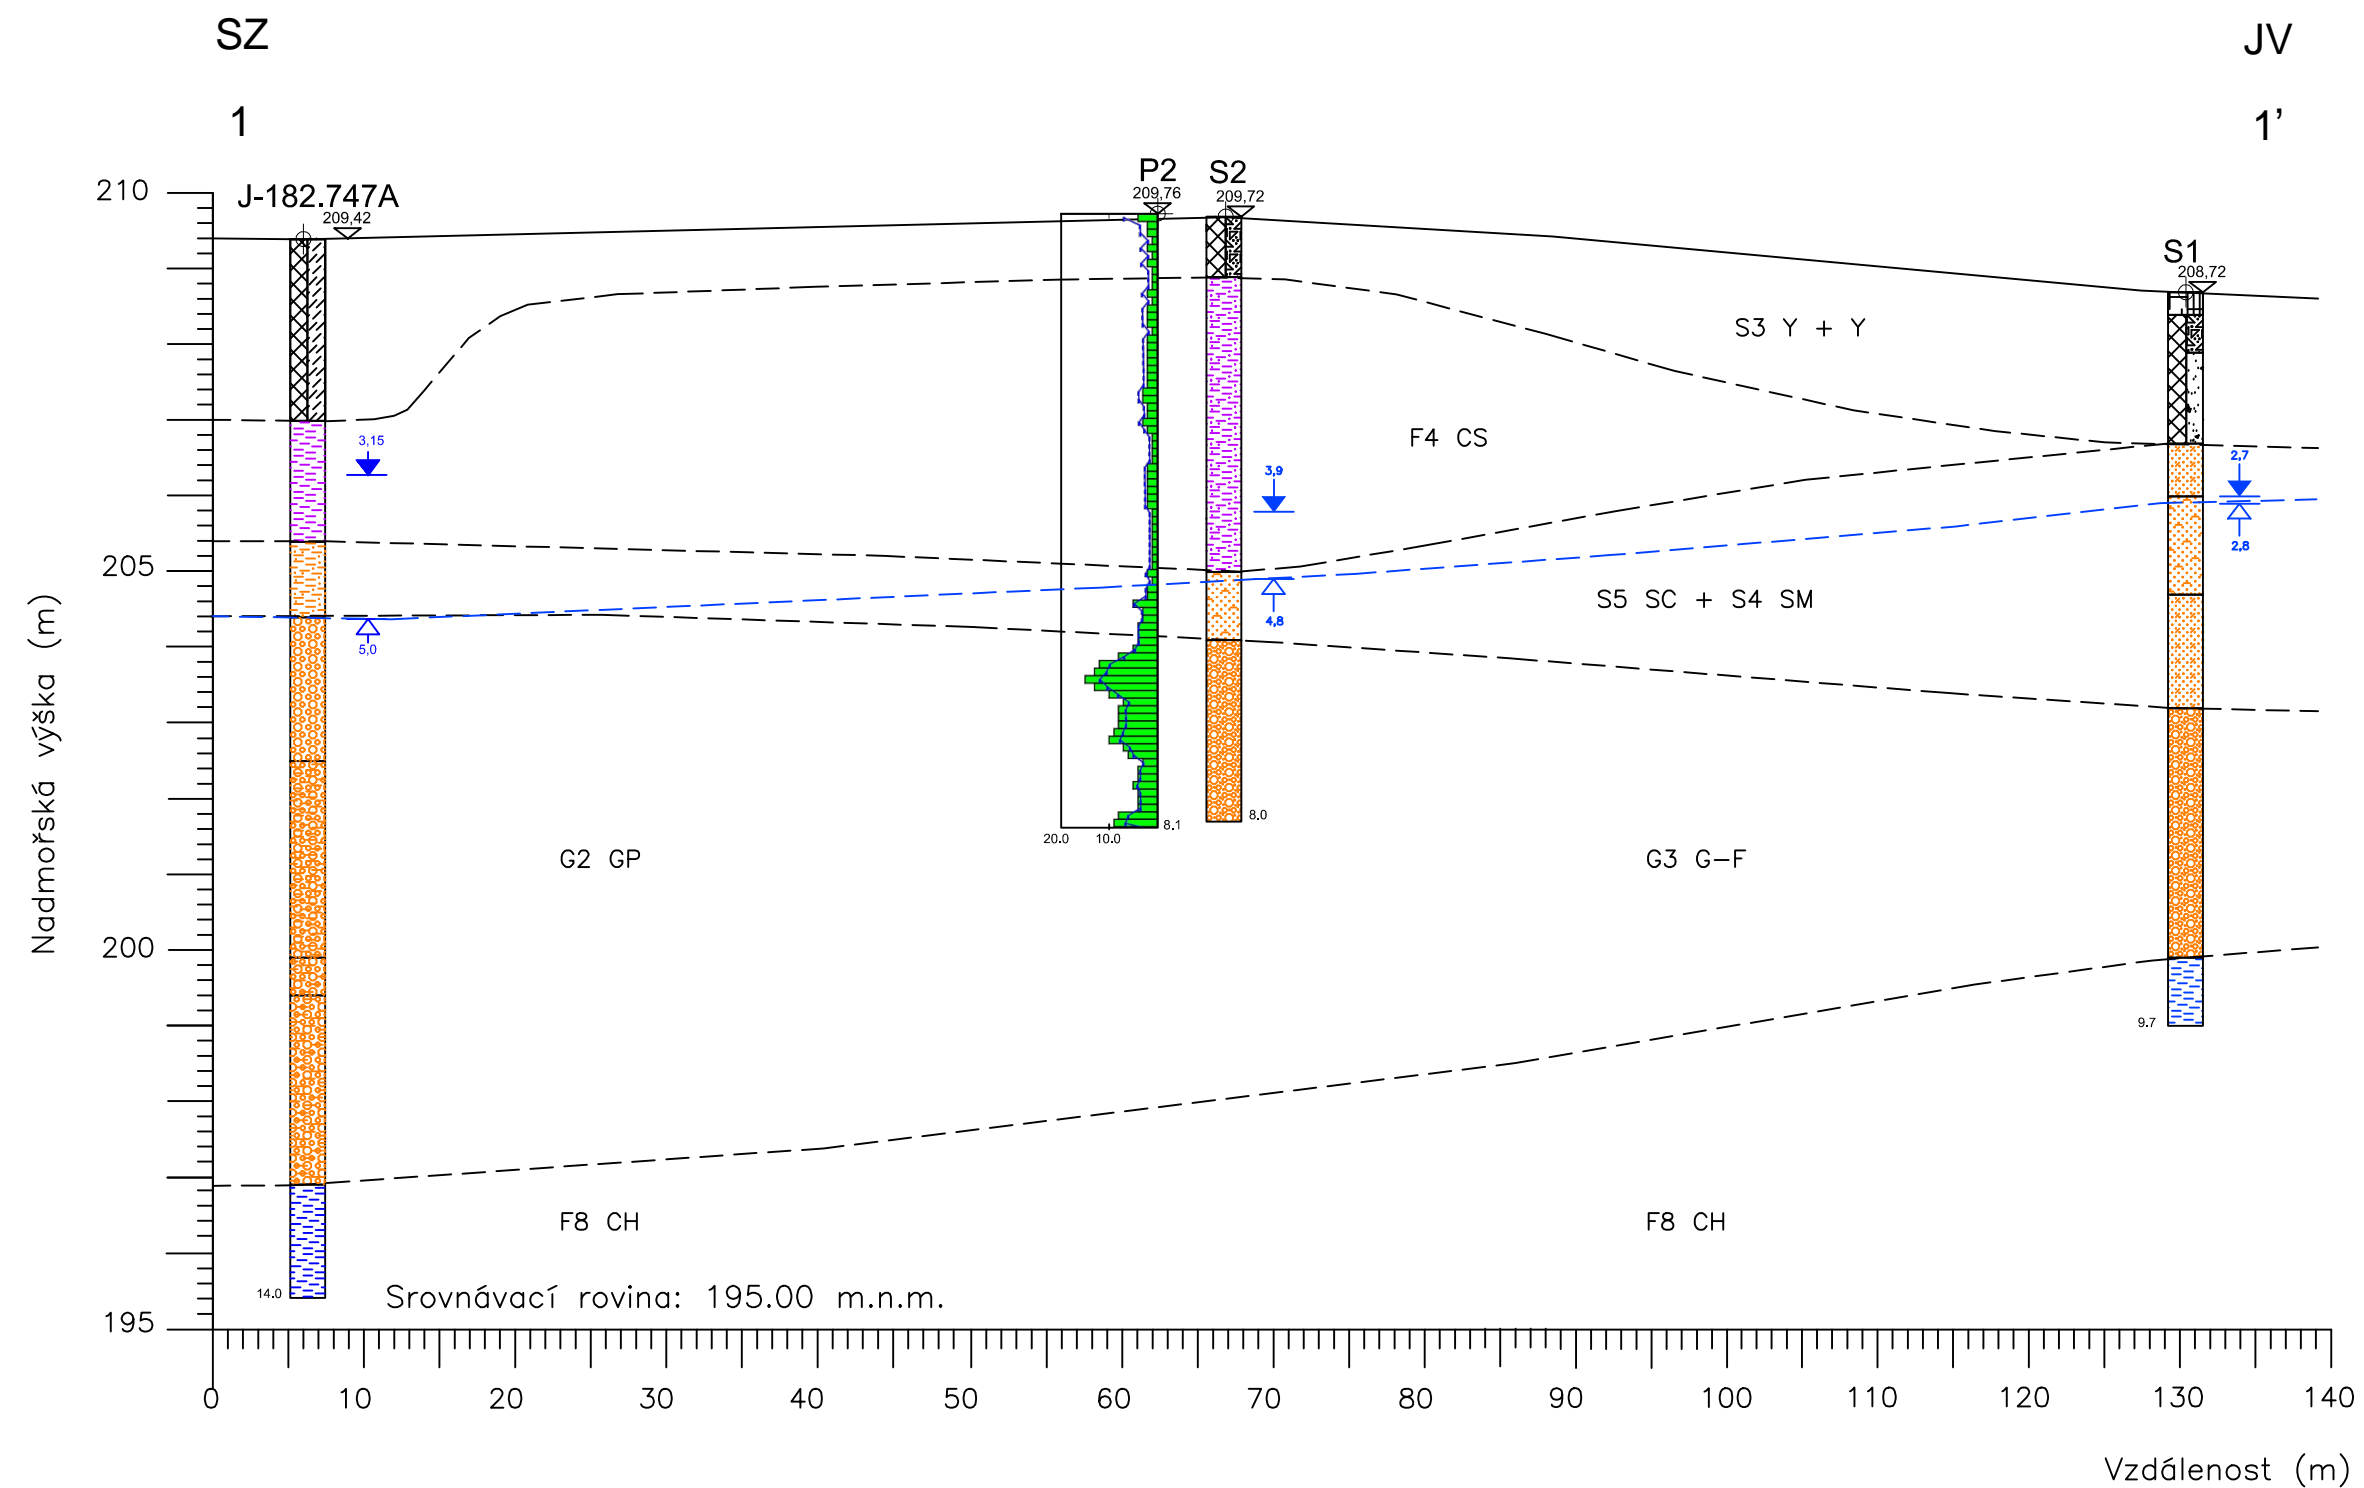 SZ JV
1 1'
P2 S2
210 J-182.747A 209,76 209,72
209,42
S1
208,72
S3 Y + Y
3,15 F4 CS
3,9 2,7
205 2,8
S5 SC + S4 SM
4,8
5,0
Nadmořská výška (m)
8.1 8.0
20.0 10.0
G2 GP G3 G-F
200
9.7
F8 CH F8 CH
14.0 Srovnávací rovina: 195.00 m.n.m.
195
0 10 20 30 40 50 60 70 80 90 100 110 120 130 140
Vzdálenost (m)